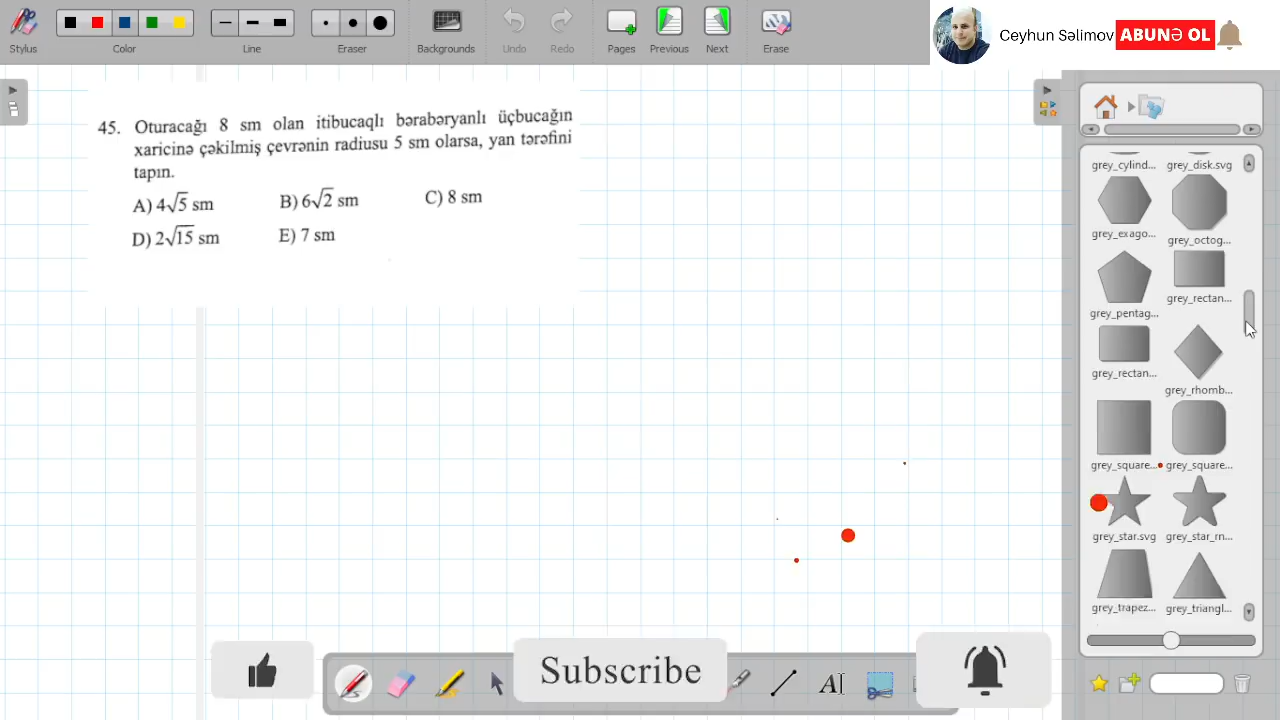 Stylus
Color
Line
Eraser
Backgrounds
Undo
Redo
Pages
Previous
Next
Erase
Ceyhun Səlimov
ABUNƏ OL
45. Oturacağı 8 sm olan itibucaqlı bərabəryanlı üçbucağın
xaricinə çəkilmiş çevrənin radiusu 5 sm olarsa, yan tərəfini
tapın.
A) 4√5 sm B) 6√2 sm C) 8 sm
D) 2√15 sm E) 7 sm
grey_cylind... grey_disk.svg
grey_exago... grey_octog...
grey_pentag... grey_rectan...
grey_rectan... grey_rhomb...
grey_square... grey_square...
grey_star.svg grey_star_rn...
grey_trapez... grey_triangl...
Subscribe
AI